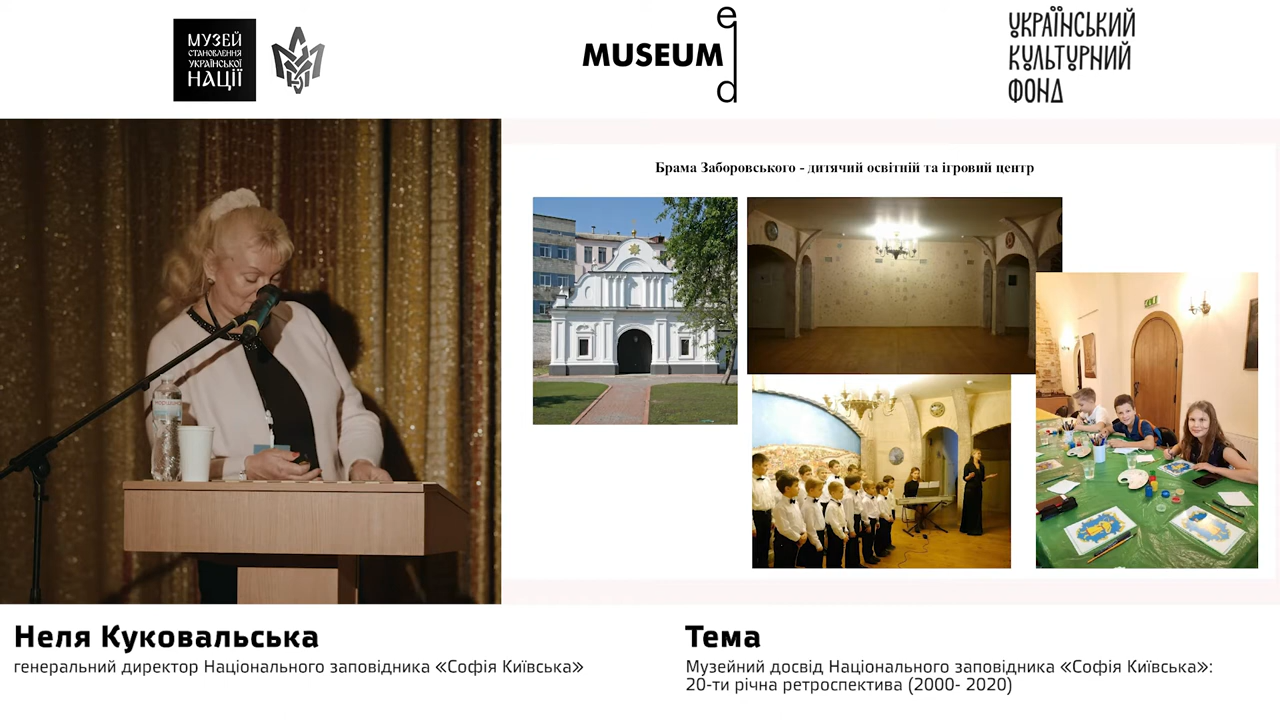 МУЗЕЙ
СТАНОВЛЕННЯ
УКРАЇНСЬКОЇ
НАЦІЇ
MUSEUM
ed
УКРАЇНСЬКИЙ
КУЛЬТУРНИЙ
ФОНД
Брама Заборовського - дитячий освітній та ігровий центр
Неля Куковальська
генеральний директор Національного заповідника «Софія Київська»
Тема
Музейний досвід Національного заповідника «Софія Київська»:
20-ти річна ретроспектива (2000- 2020)